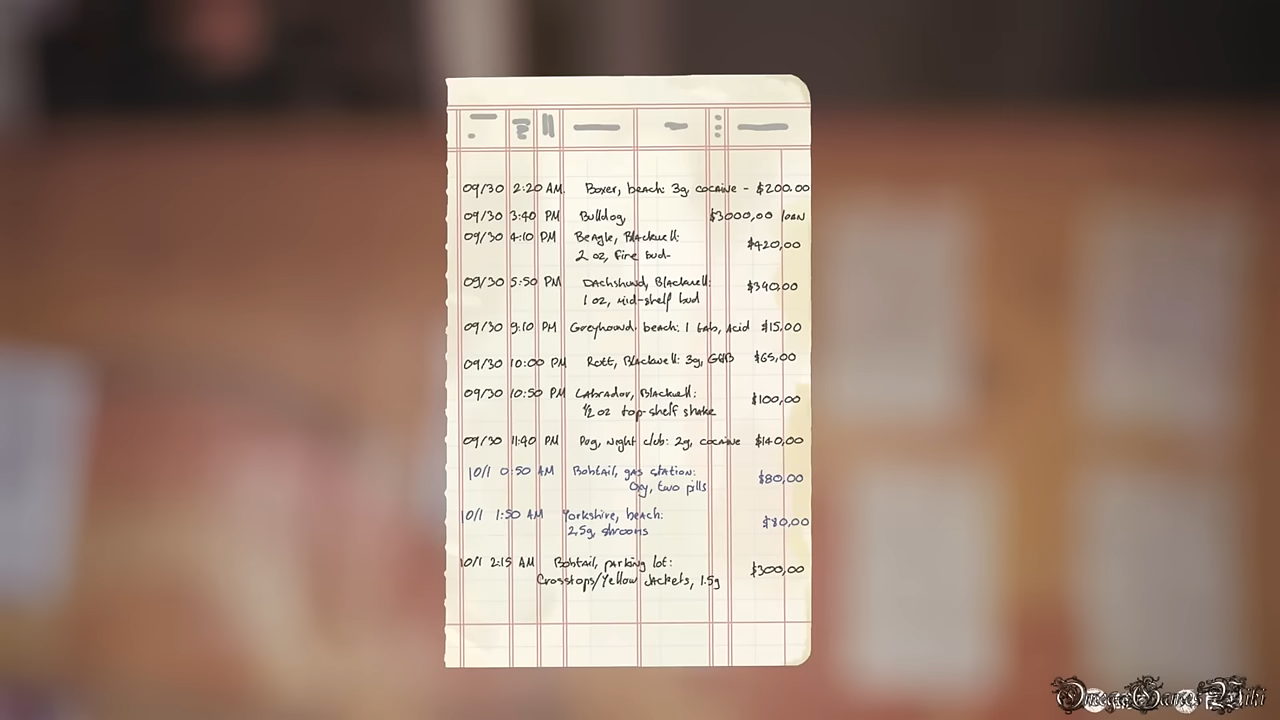 09/30 2:20 AM. Boxer, beach: 3g, cocaine - $200.00
09/30 3:40 PM Bulldog, $3000,00 loan
09/30 4:10 PM Beagle, Blackwell: $420,00
2 oz, fire bud-
09/30 5:50 PM Dachshund, Blackwell: $340.00
1 oz, mid-shelf bud
09/30 9:10 PM Greyhound. beach: 1 tab, acid $15.00
09/30 10:00 PM Rott, Blackwell: 3g, GHB $65,00
09/30 10:50 PM Labrador, Blackwell: $100,00
1/2 oz top-shelf shake
09/30 11:40 PM Pug, night club: 2g, cocaine $140,00
10/1 0:50 AM Bobtail, gas station: $80,00
Oxy, two pills
10/1 1:50 AM Yorkshire, beach:
2,5g, shrooms
10/1 2:15 AM Bobtail, parking lot: $300,00
Crosstops/Yellow Jackets, 1.5g
OmegaGames Wiki